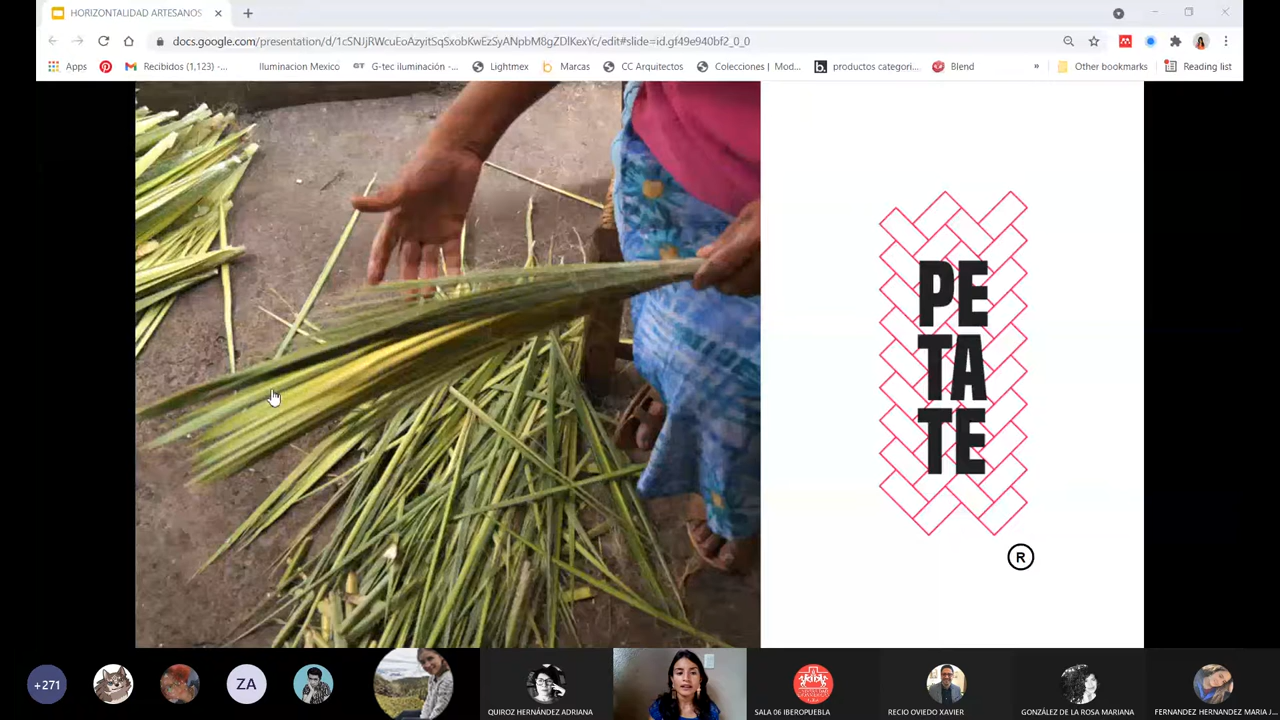 HORIZONTALIDAD ARTESANOS
docs.google.com/presentation/d/1cSNJjRWcuEoAzvitSqSxobKwEzSyANpbM8gZDlKexYc/edit#slide=id.gf49e940bf2_0_0
Apps
Recibidos (1,123) - ...
Iluminacion Mexico
G-tec iluminación -...
Lightmex
Marcas
CC Arquitectos
Colecciones | Mod...
productos categori...
Blend
»
Other bookmarks
Reading list
PE
TA
TE
®
+271
ZA
QUIROZ HERNÁNDEZ ADRIANA
SALA 06 IBEROPUEBLA
RECIO OVIEDO XAVIER
GONZÁLEZ DE LA ROSA MARIANA
FERNANDEZ HERNANDEZ MARIA J...